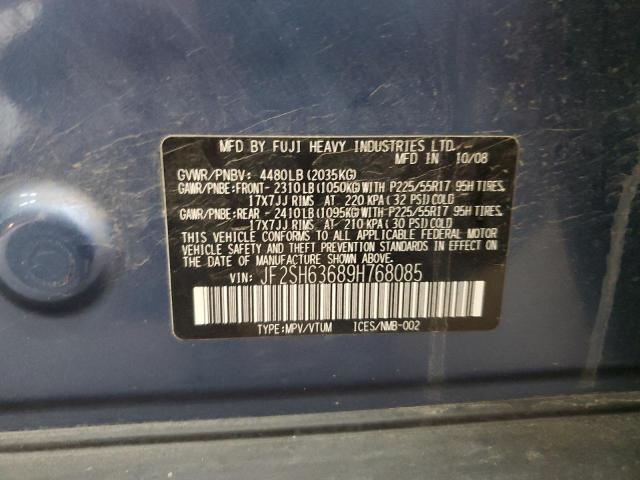 MFD BY FUJI HEAVY INDUSTRIES LTD.
MFD IN 10/08
GVWR/PNBV: 4480LB (2035KG)
GAWR/PNBE:FRONT-2310LB(1050KG)WITH P225/55R17 95H TIRES,
17X7JJ RIMS AT 220 KPA (32 PSI)COLD
GAWR/PNBE:REAR -2410LB(1095KG)WITH-P225/55R17 95H TIRES,
17X7JJ RIMS AT 210 KPA (30 PSI)COLD
THIS VEHICLE CONFORMS TO ALL APPLICABLE FEDERAL MOTOR
VEHICLE SAFETY AND THEFT PREVENTION STANDARDS IN EFFECT
ON THE DATE OF MANUFACTURE SHOWN ABOVE.
VIN: JF2SH63689H768085
TYPE:MPV/VTUM ICES/NMB-002